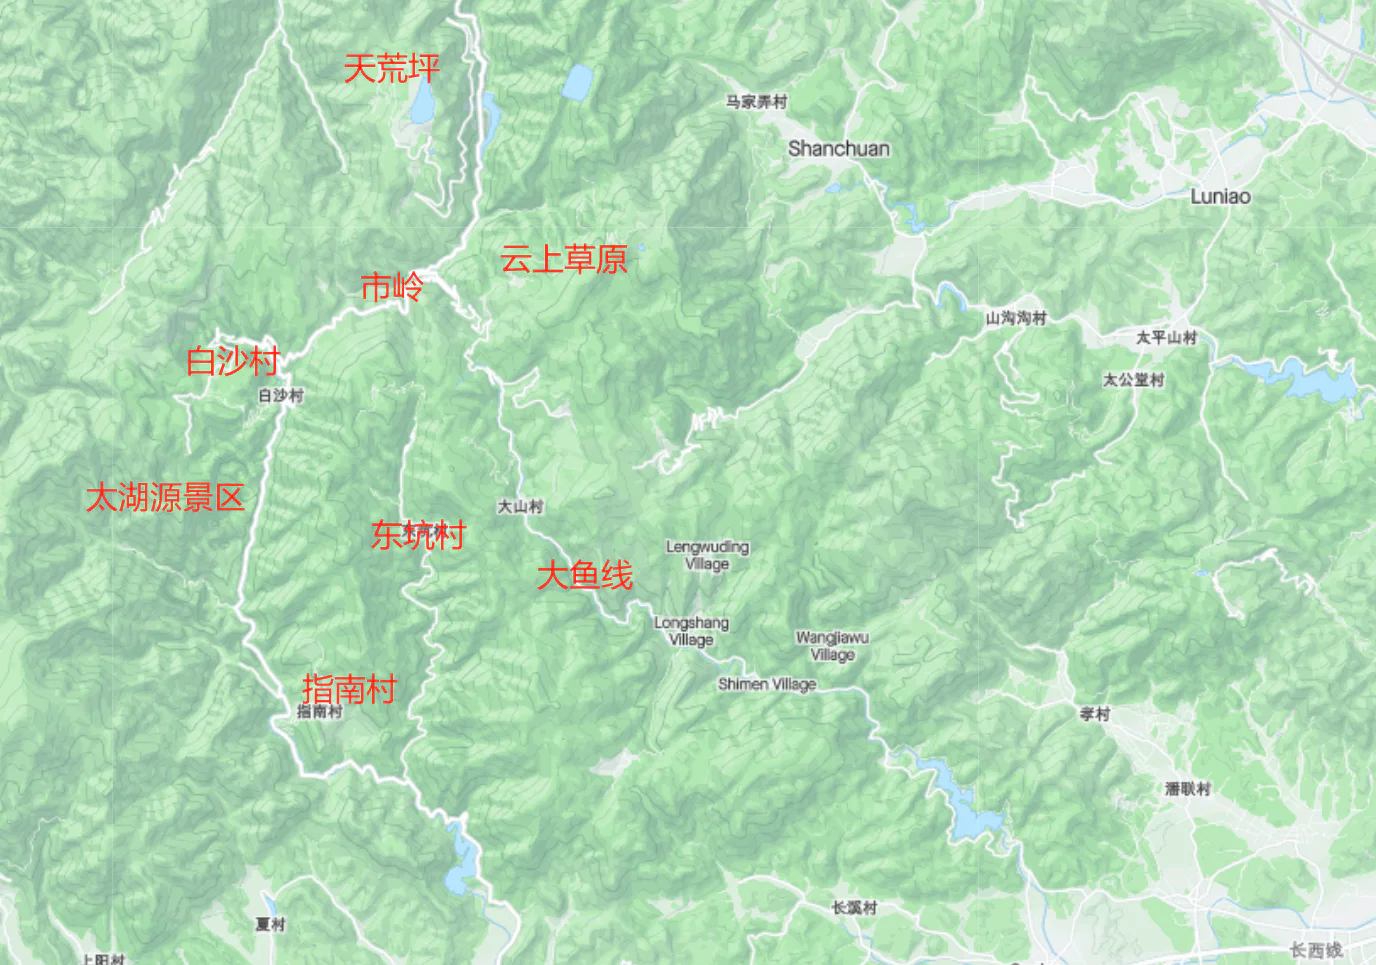 天荒坪
马家弄村
Shanchuan
Luniao
云上草原
市岭
山沟沟村
太平山村
白沙村
太公堂村
白沙村
太湖源景区
大山村
东坑村
Lengwuding
Village
大鱼线
Longshang
Village
Wangjiawu
Village
Shimen Village
指南村
指南村
孝村
潘联村
长溪村
夏村
长西线
上阳村